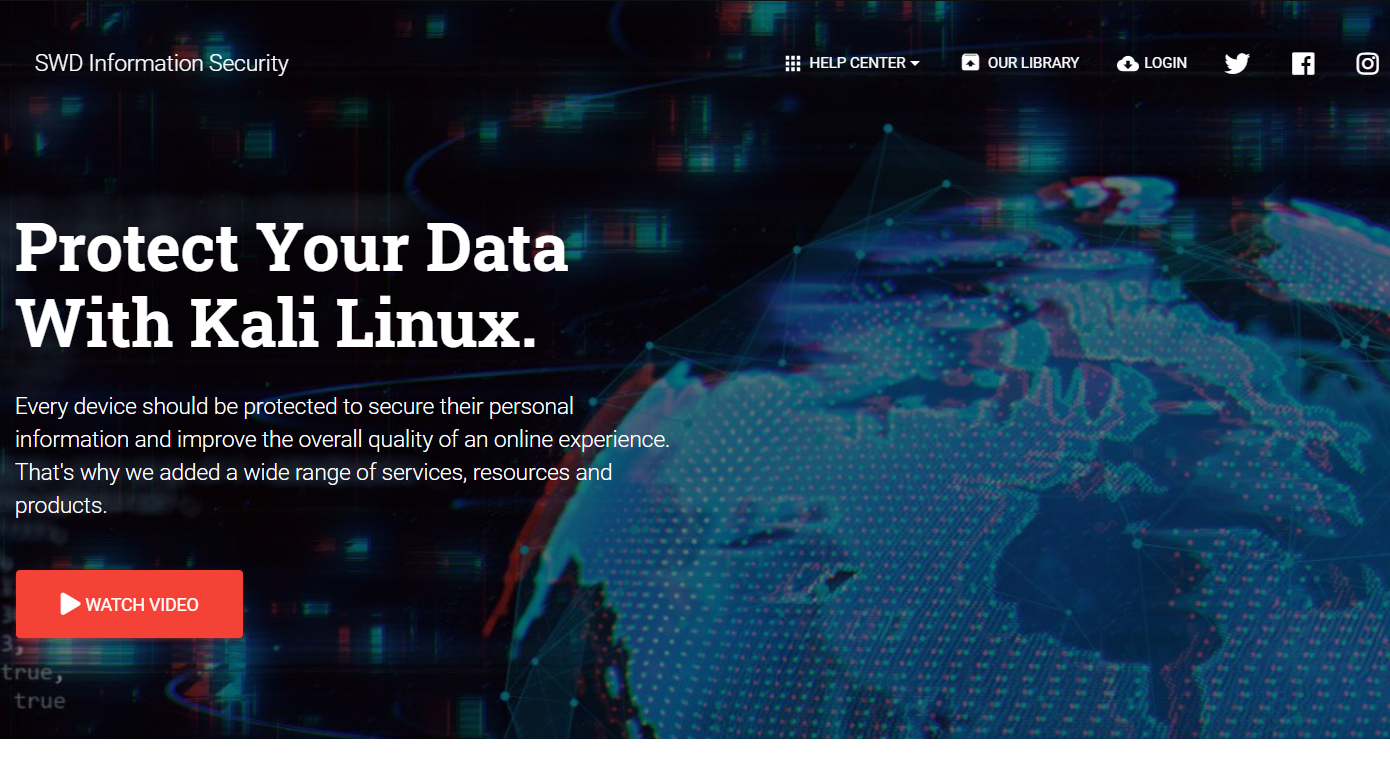 SWD Information Security
HELP CENTER
OUR LIBRARY
LOGIN
Protect Your Data
With Kali Linux.
Every device should be protected to secure their personal
information and improve the overall quality of an online experience.
That's why we added a wide range of services, resources and
products.
WATCH VIDEO
3,
true,
true